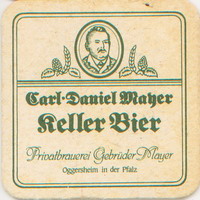 Carl-Daniel Mayer
Keller Bier
Privatbrauerei Gebrüder Mayer
Oggersheim in der Pfalz